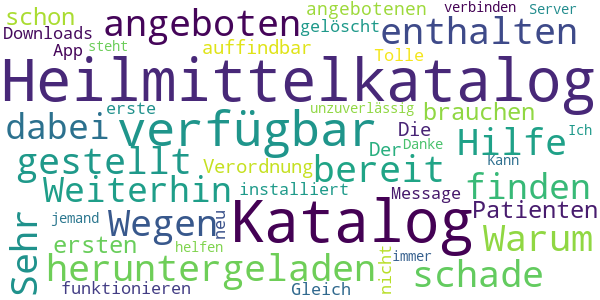 schon angeboten angebotenen verbinden Server
Downloads gelöscht enthalten
App steht auffindbar Tolle
Heilmittelkatalog
erste unzuverlässig brauchen
dabei verfügbar Die Hilfe
Der Danke Ich
gestellt Verordnung bereit Kann
Weiterhin installiert Message finden
Sehr jemand Wegen neu Katalog Patienten
ersten helfen nicht immer Warum
heruntergeladen schade
funktionieren Gleich